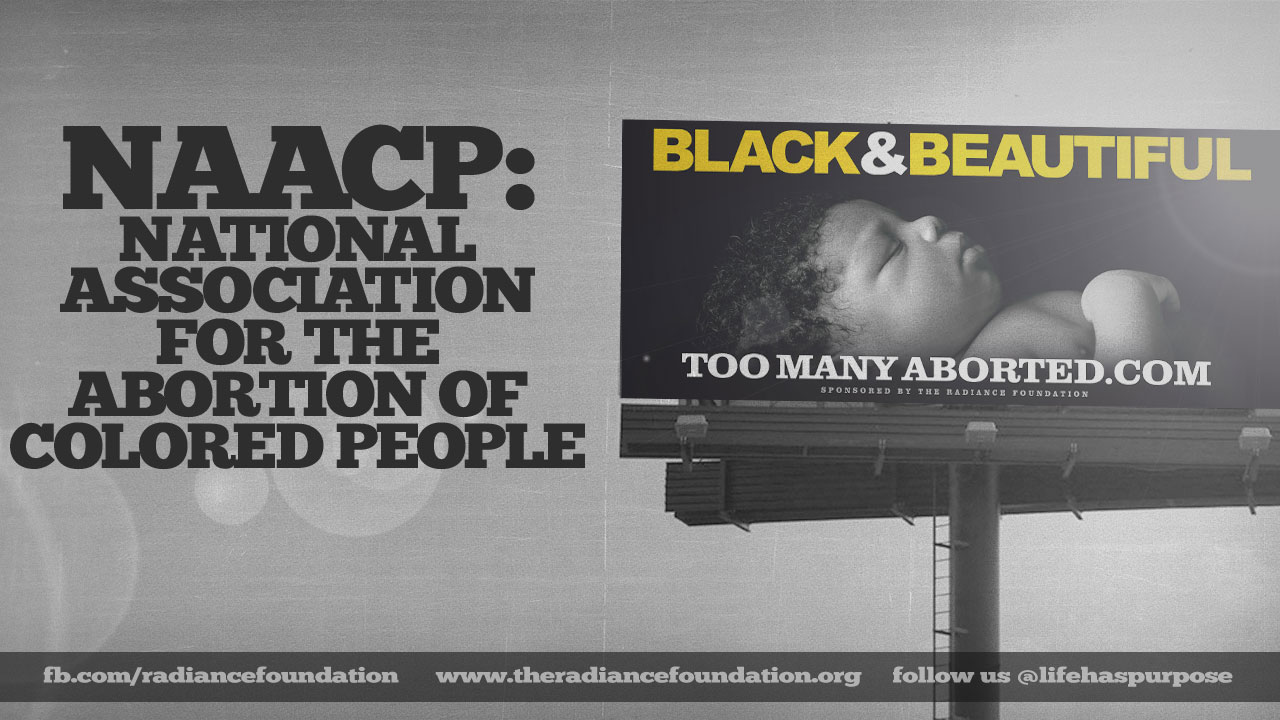 NAACP:
NATIONAL
ASSOCIATION
FOR THE
ABORTION OF
COLORED PEOPLE
BLACK&BEAUTIFUL
TOO MANY ABORTED.COM
SPONSORED BY THE RADIANCE FOUNDATION
fb.com/radiancefoundation www.theradiancefoundation.org follow us @lifehaspurpose